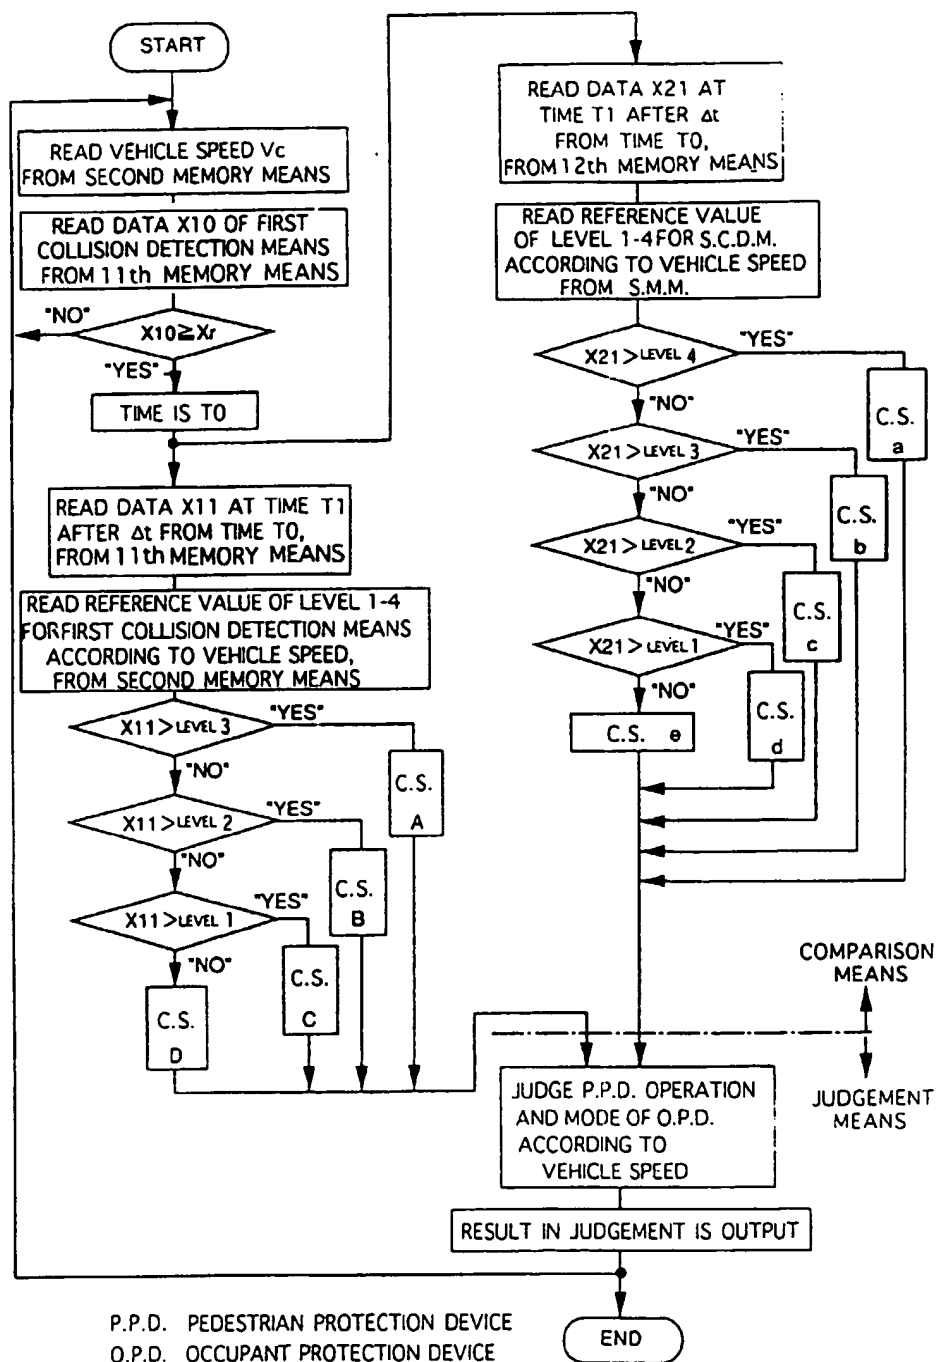 START
READ VEHICLE SPEED Vc
FROM SECOND MEMORY MEANS
READ DATA X10 OF FIRST
COLLISION DETECTION MEANS
FROM 11th MEMORY MEANS
"NO"
X10≧Xr
"YES"
TIME IS T0
READ DATA X11 AT TIME T1
AFTER Δt FROM TIME T0,
FROM 11th MEMORY MEANS
READ REFERENCE VALUE OF LEVEL 1-4
FOR FIRST COLLISION DETECTION MEANS
ACCORDING TO VEHICLE SPEED,
FROM SECOND MEMORY MEANS
X11>LEVEL 3
"YES"
"NO"
C.S.
A
X11>LEVEL 2
"YES"
"NO"
C.S.
B
X11>LEVEL 1
"YES"
"NO"
C.S.
C
C.S.
D
READ DATA X21 AT
TIME T1 AFTER Δt
FROM TIME T0,
FROM 12th MEMORY MEANS
READ REFERENCE VALUE
OF LEVEL 1-4 FOR S.C.D.M.
ACCORDING TO VEHICLE SPEED
FROM S.M.M.
X21>LEVEL 4
"YES"
"NO"
C.S.
a
X21>LEVEL 3
"YES"
"NO"
C.S.
b
X21>LEVEL2
"YES"
"NO"
C.S.
c
X21>LEVEL1
"YES"
"NO"
C.S.
d
C.S. e
COMPARISON
MEANS
JUDGEMENT
MEANS
JUDGE P.P.D. OPERATION
AND MODE OF O.P.D.
ACCORDING TO
VEHICLE SPEED
RESULT IN JUDGEMENT IS OUTPUT
END
P.P.D. PEDESTRIAN PROTECTION DEVICE
O.P.D. OCCUPANT PROTECTION DEVICE